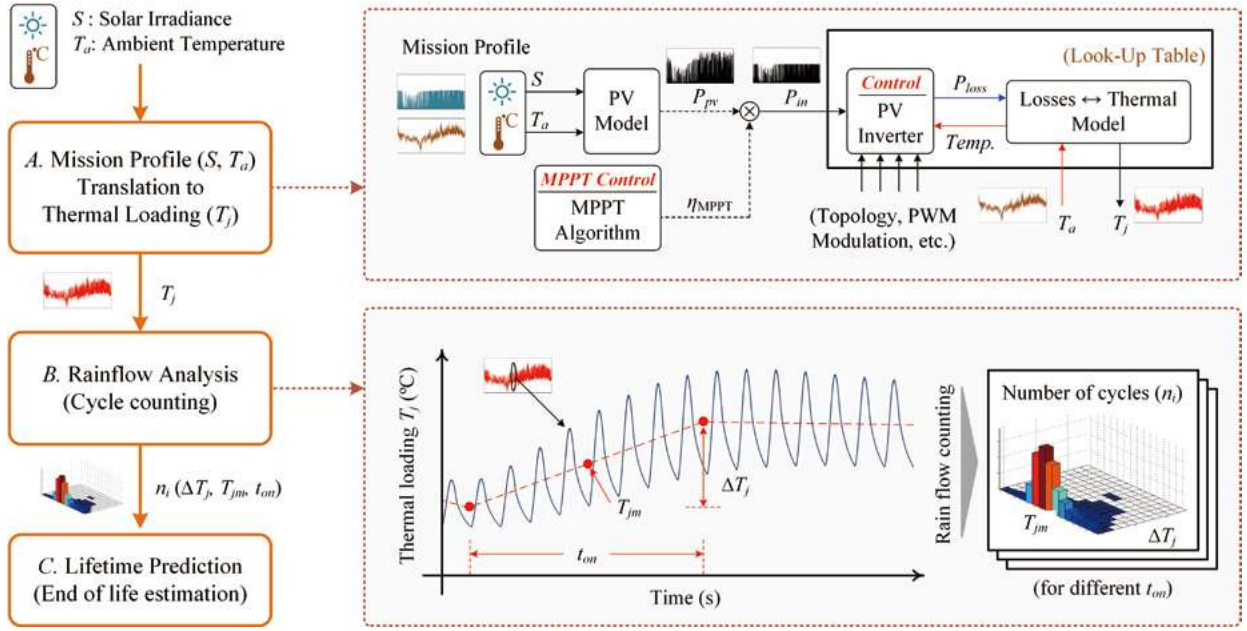 S : Solar Irradiance
Tₐ: Ambient Temperature
°C
A. Mission Profile (S, Tₐ)
Translation to
Thermal Loading (Tⱼ)
Tⱼ
B. Rainflow Analysis
(Cycle counting)
nᵢ (ΔTⱼ, Tⱼₘ, tₒₙ)
C. Lifetime Prediction
(End of life estimation)
Mission Profile
°C
S
Tₐ
PV
Model
Pₚᵥ
Pᵢₙ
MPPT Control
MPPT
Algorithm
η_MPPT
(Look-Up Table)
Control
PV
Inverter
Pₗₒₛₛ
Temp.
Losses ↔ Thermal
Model
(Topology, PWM
Modulation, etc.)
Tₐ
Tⱼ
Thermal loading Tⱼ (°C)
Tⱼₘ
ΔTⱼ
tₒₙ
Time (s)
Rain flow counting
Number of cycles (nᵢ)
Tⱼₘ
ΔTⱼ
(for different tₒₙ)